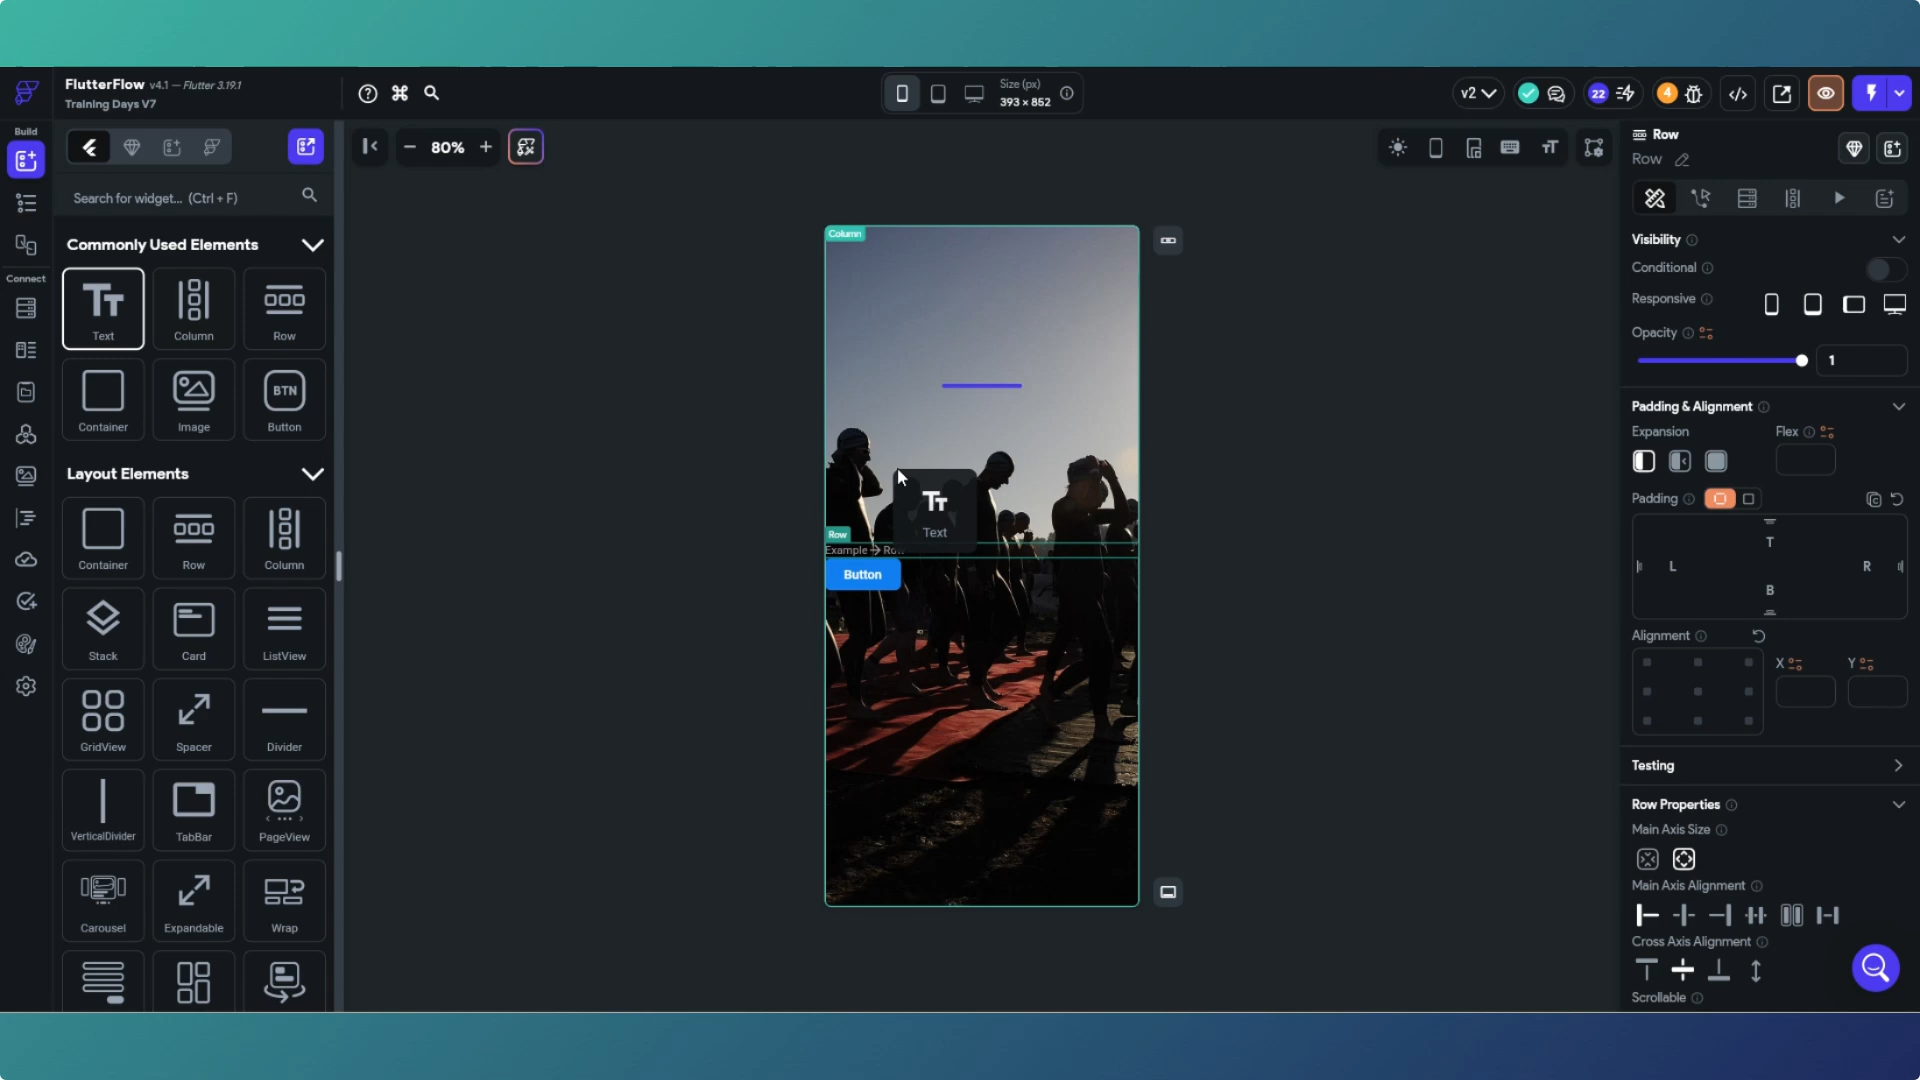 FlutterFlow v4.1 — Flutter 3.19.1
Training Days V7
Size (px)
393 × 852
v2
22
4
Build
Connect
80%
Search for widget... (Ctrl + F)
Commonly Used Elements
Text
Column
Row
Container
Image
BTN
Button
Layout Elements
Container
Row
Column
Stack
Card
ListView
GridView
Spacer
Divider
VerticalDivider
TabBar
PageView
Carousel
Expandable
Wrap
Column
Text
Row
Example → Ro...
Button
Row
Row
Visibility
Conditional
Responsive
Opacity
1
Padding & Alignment
Expansion
Flex
Padding
T
L
R
B
Alignment
X
Y
Testing
Row Properties
Main Axis Size
Main Axis Alignment
Cross Axis Alignment
Scrollable